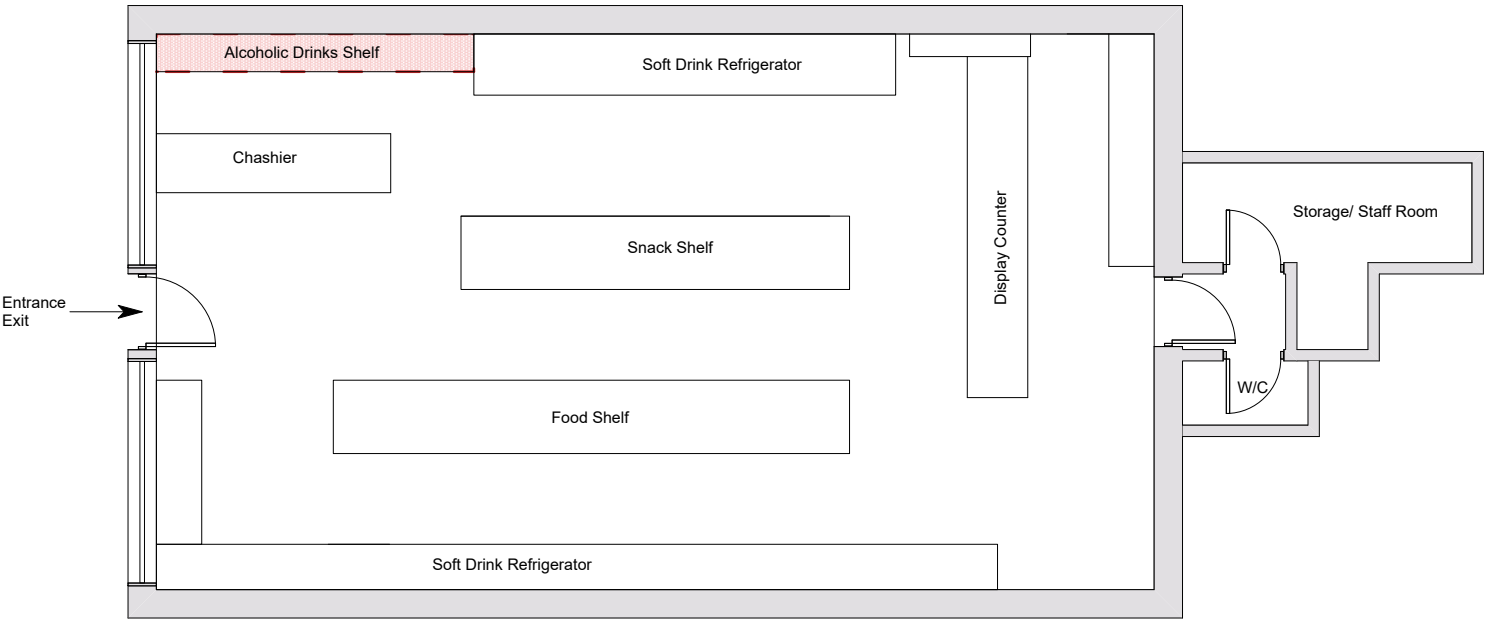 Alcoholic Drinks Shelf
Soft Drink Refrigerator
Chashier
Snack Shelf
Display Counter
Storage/ Staff Room
Entrance
Exit
W/C
Food Shelf
Soft Drink Refrigerator